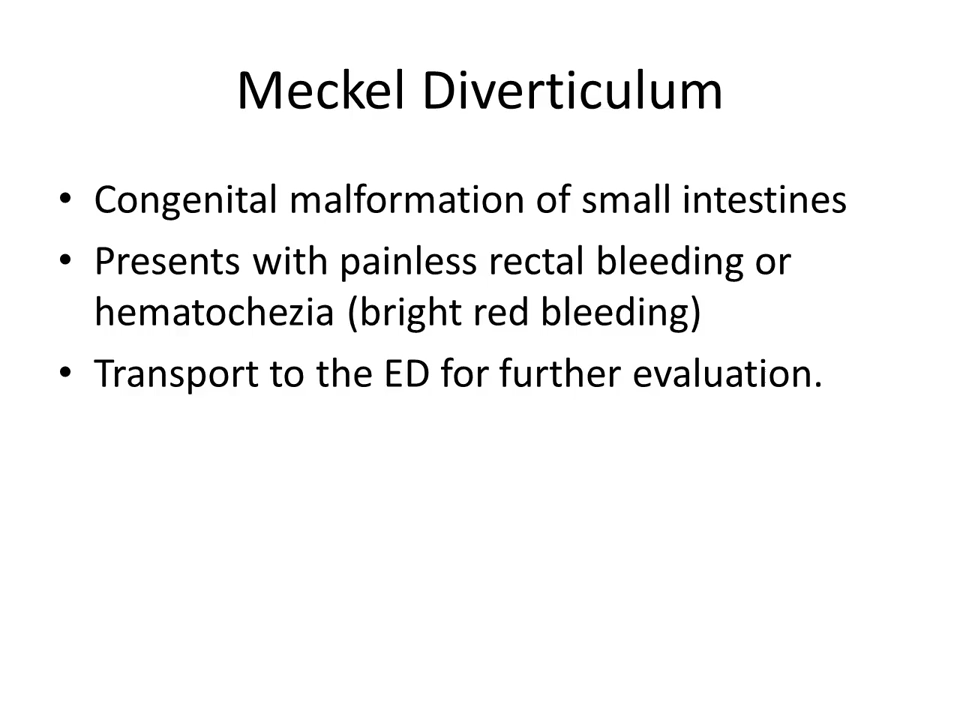 Meckel Diverticulum
• Congenital malformation of small intestines
• Presents with painless rectal bleeding or
hematochezia (bright red bleeding)
• Transport to the ED for further evaluation.